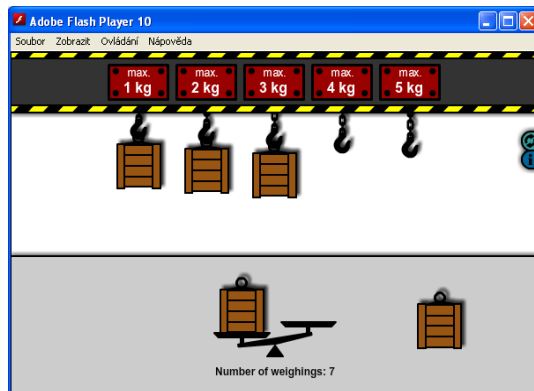 Adobe Flash Player 10
Soubor Zobrazit Ovládání Nápověda
max. 1 kg
max. 2 kg
max. 3 kg
max. 4 kg
max. 5 kg
Number of weighings: 7